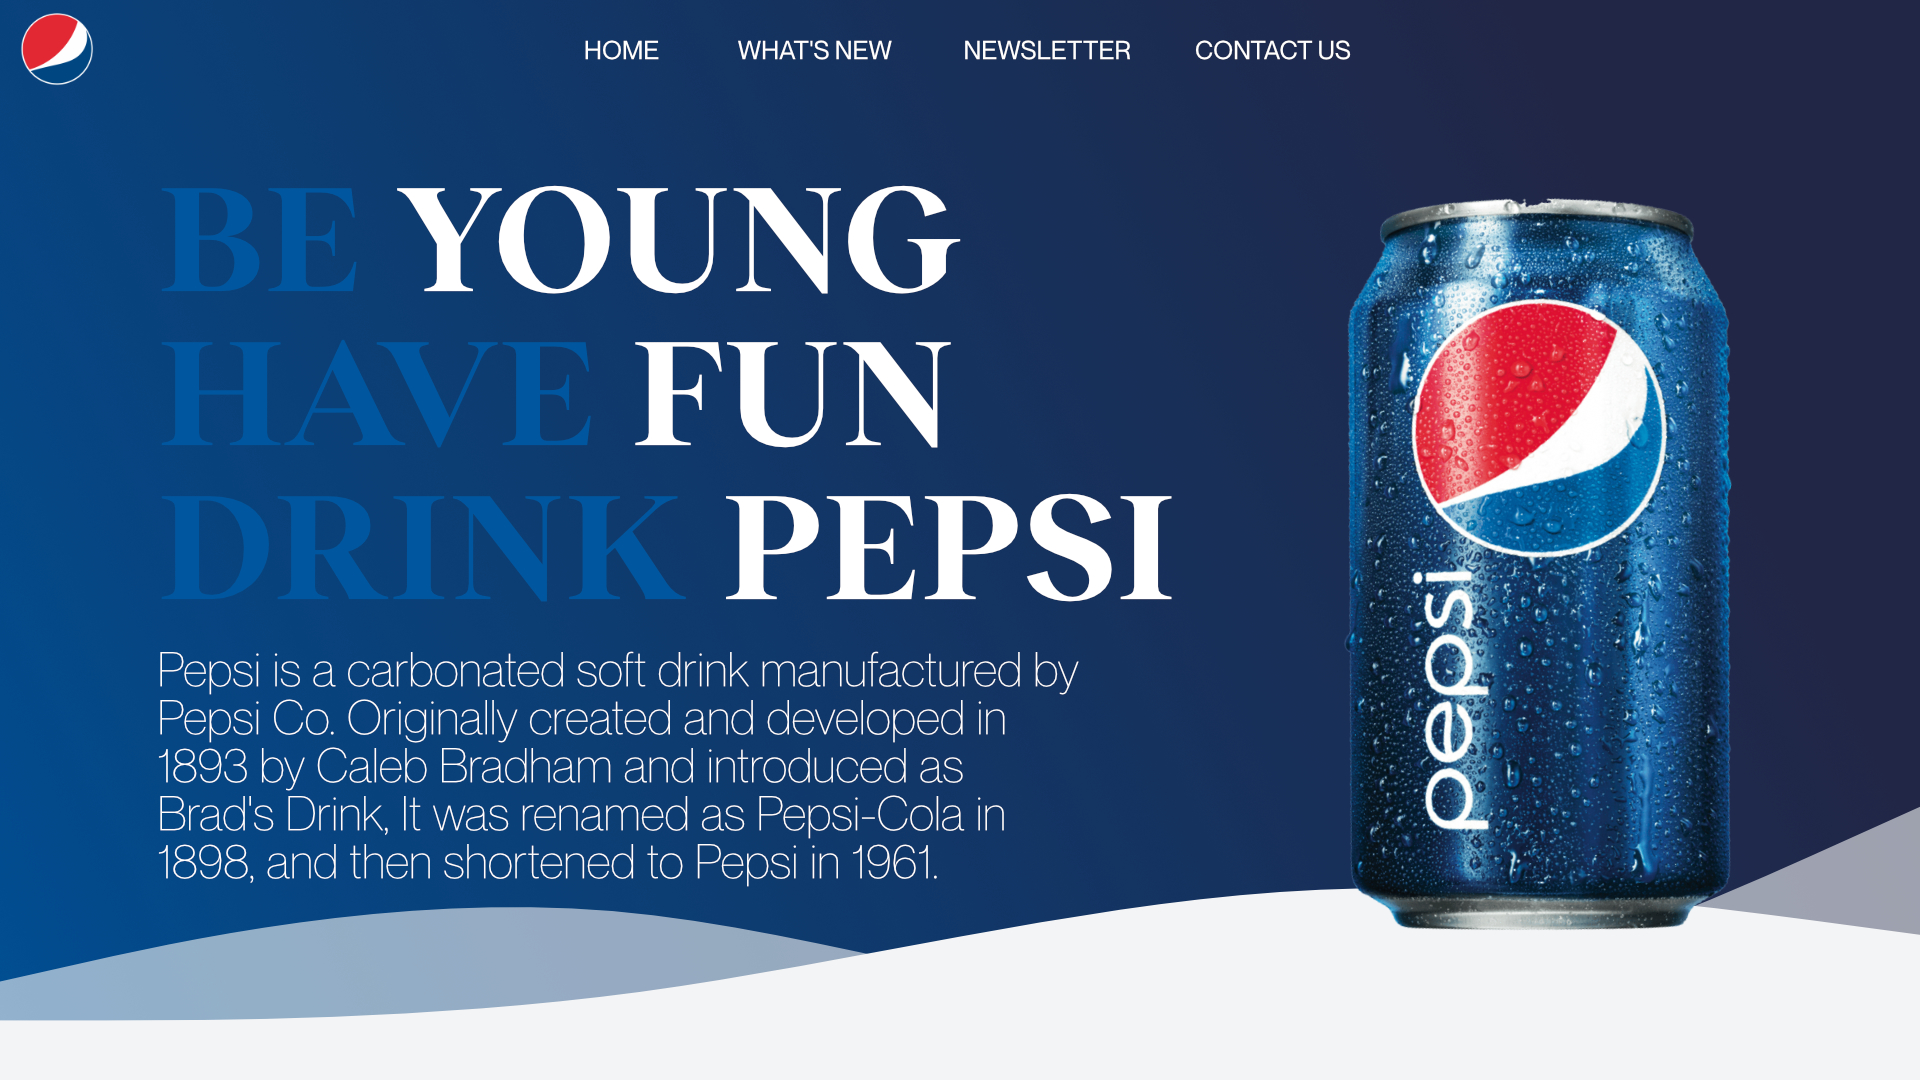 HOME WHAT'S NEW NEWSLETTER CONTACT US
BE YOUNG
HAVE FUN
DRINK PEPSI
Pepsi is a carbonated soft drink manufactured by
Pepsi Co. Originally created and developed in
1893 by Caleb Bradham and introduced as
Brad's Drink, It was renamed as Pepsi-Cola in
1898, and then shortened to Pepsi in 1961.
pepsi